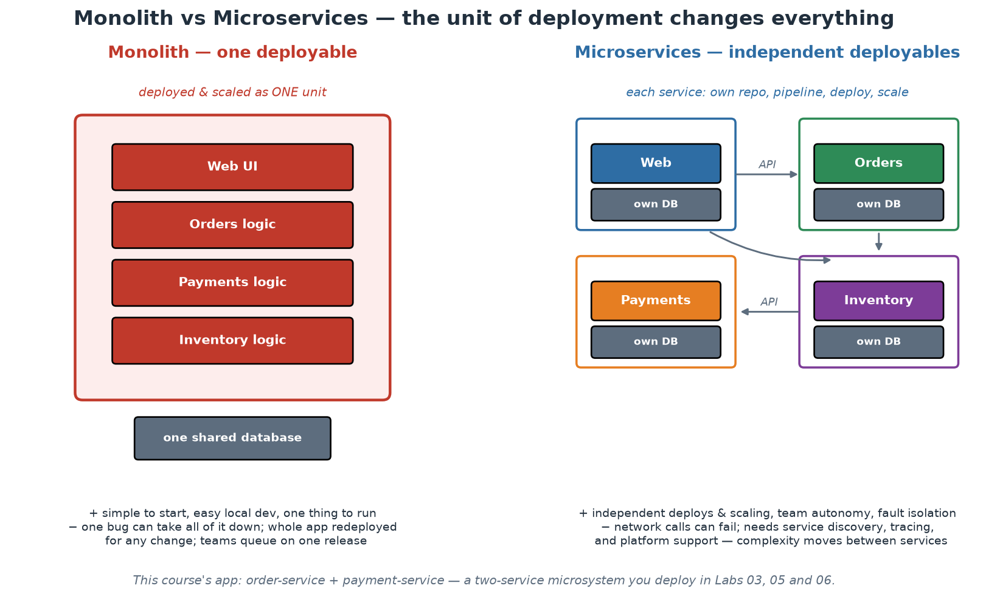 Monolith vs Microservices — the unit of deployment changes everything
Monolith — one deployable
deployed & scaled as ONE unit
Web UI
Orders logic
Payments logic
Inventory logic
one shared database
+ simple to start, easy local dev, one thing to run
− one bug can take all of it down; whole app redeployed
for any change; teams queue on one release
Microservices — independent deployables
each service: own repo, pipeline, deploy, scale
Web
own DB
API
Orders
own DB
Payments
own DB
API
Inventory
own DB
+ independent deploys & scaling, team autonomy, fault isolation
− network calls can fail; needs service discovery, tracing,
and platform support — complexity moves between services
This course's app: order-service + payment-service — a two-service microsystem you deploy in Labs 03, 05 and 06.